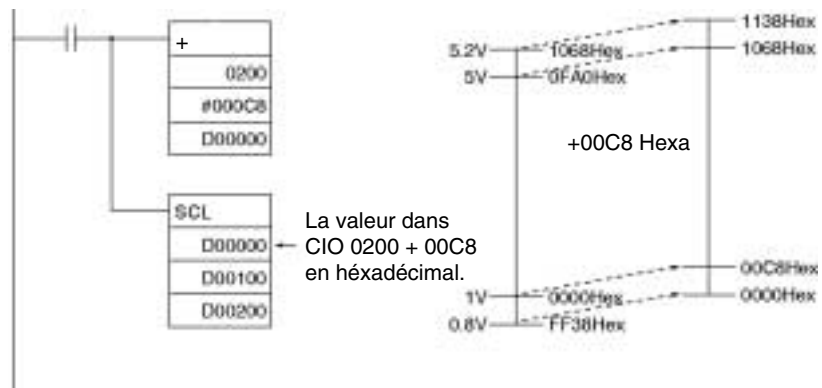 +
0200
#000C8
D00000
SCL
D00000
D00100
D00200
La valeur dans
CIO 0200 + 00C8
en héxadécimal.
5.2V
1068Hex
1138Hex
5V
0FA0Hex
1068Hex
+00C8 Hexa
1V
0000Hex
00C8Hex
0.8V
FF38Hex
0000Hex